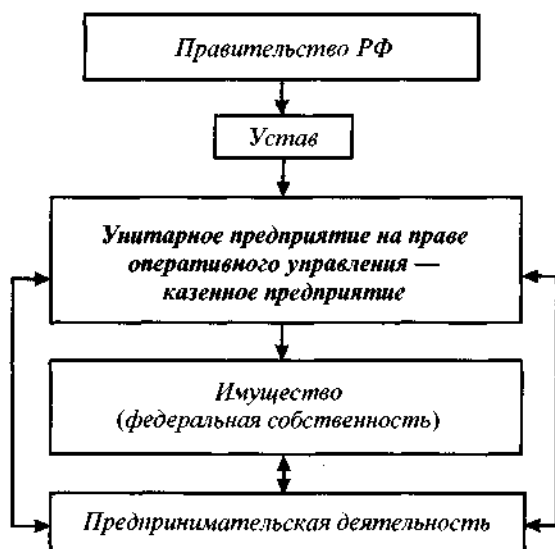 Правительство РФ
Устав
Унитарное предприятие на праве
оперативного управления —
казенное предприятие
Имущество
(федеральная собственность)
Предпринимательская деятельность